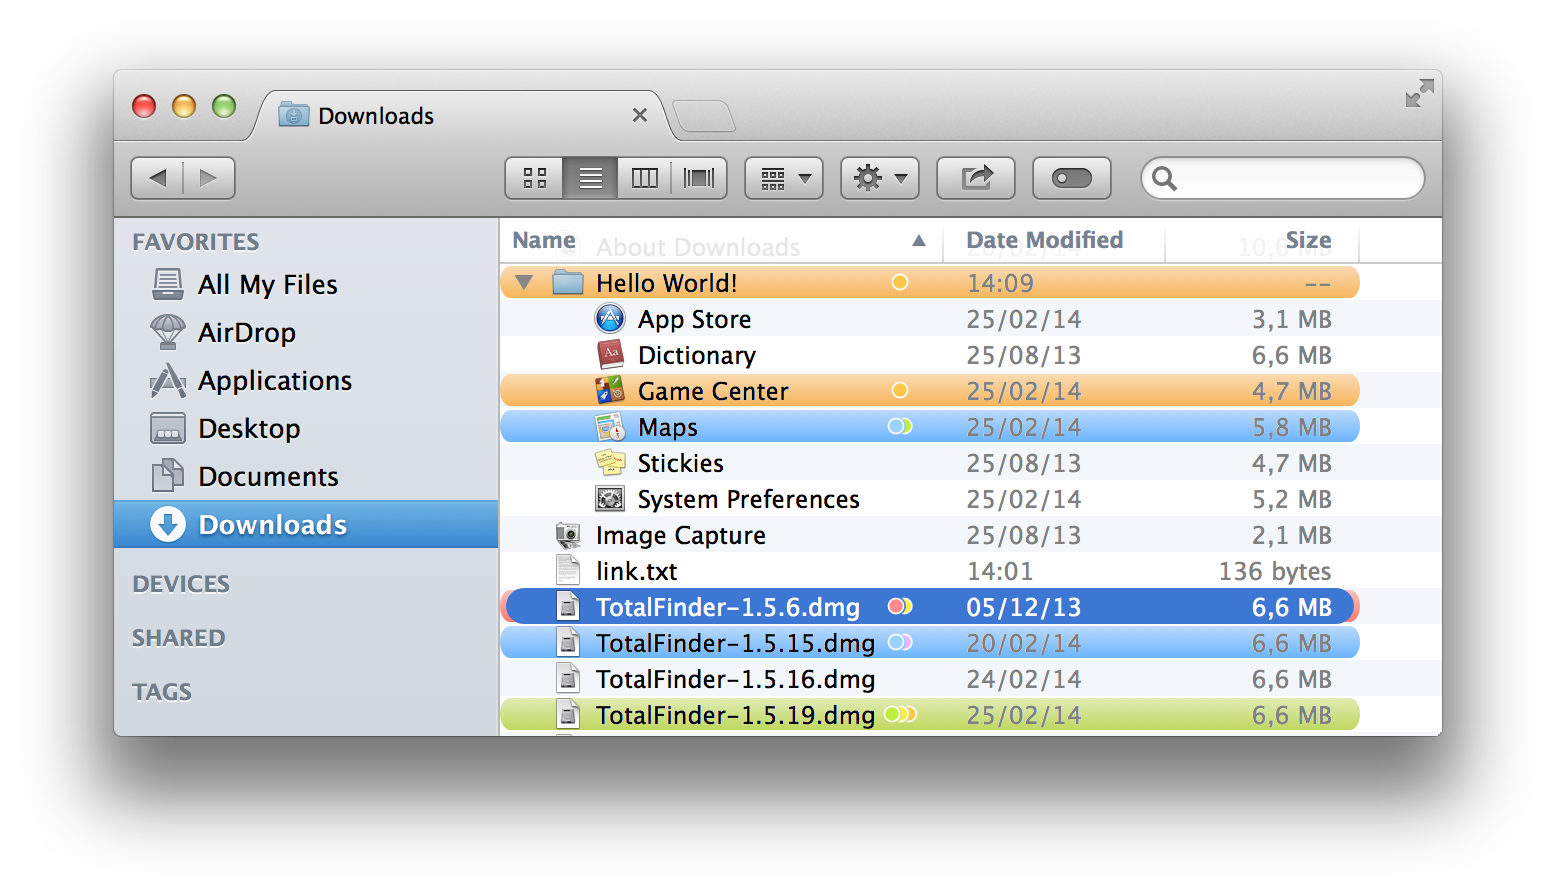 Downloads
FAVORITES
All My Files
AirDrop
Applications
Desktop
Documents
Downloads
DEVICES
SHARED
TAGS
Name Date Modified Size
About Downloads
Hello World! 14:09 --
App Store 25/02/14 3,1 MB
Dictionary 25/08/13 6,6 MB
Game Center 25/02/14 4,7 MB
Maps 25/02/14 5,8 MB
Stickies 25/08/13 4,7 MB
System Preferences 25/02/14 5,2 MB
Image Capture 25/08/13 2,1 MB
link.txt 14:01 136 bytes
TotalFinder-1.5.6.dmg 05/12/13 6,6 MB
TotalFinder-1.5.15.dmg 20/02/14 6,6 MB
TotalFinder-1.5.16.dmg 24/02/14 6,6 MB
TotalFinder-1.5.19.dmg 25/02/14 6,6 MB